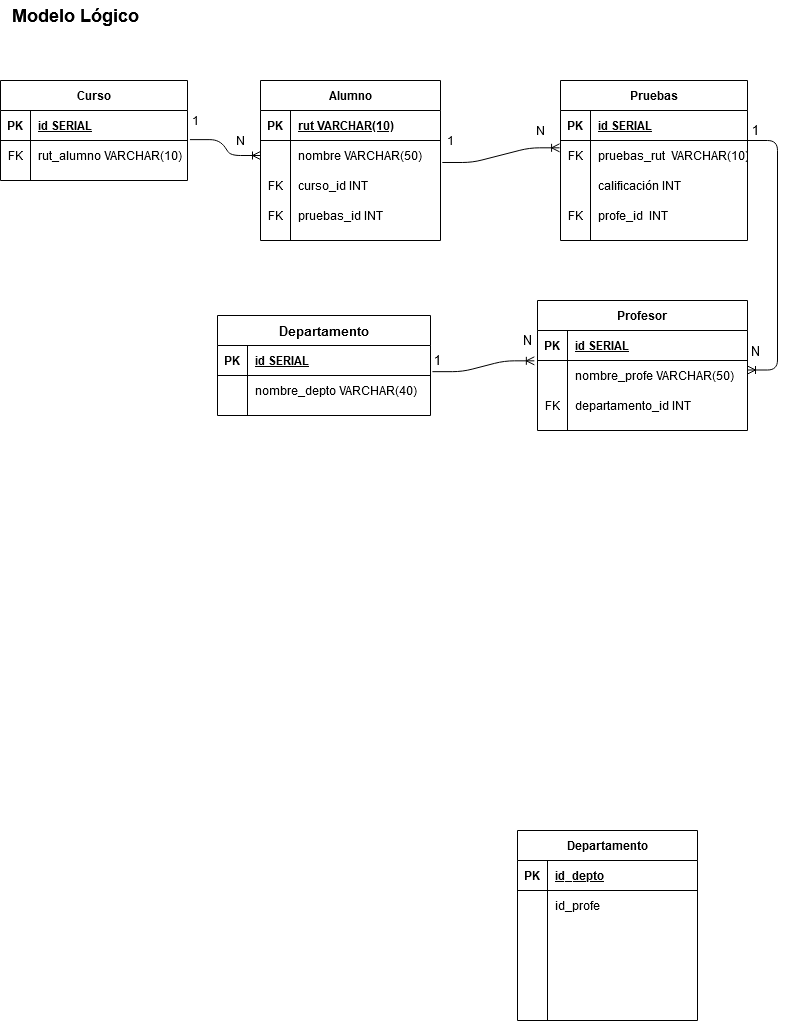 Modelo Lógico
Curso
PK id SERIAL
FK rut_alumno VARCHAR(10)
1
N
Alumno
PK rut VARCHAR(10)
nombre VARCHAR(50)
FK curso_id INT
FK pruebas_id INT
1
N
Pruebas
PK id SERIAL
FK pruebas_rut VARCHAR(10)
calificación INT
FK profe_id INT
1
N
Departamento
PK id SERIAL
nombre_depto VARCHAR(40)
1
N
Profesor
PK id SERIAL
nombre_profe VARCHAR(50)
FK departamento_id INT
Departamento
PK id_depto
id_profe